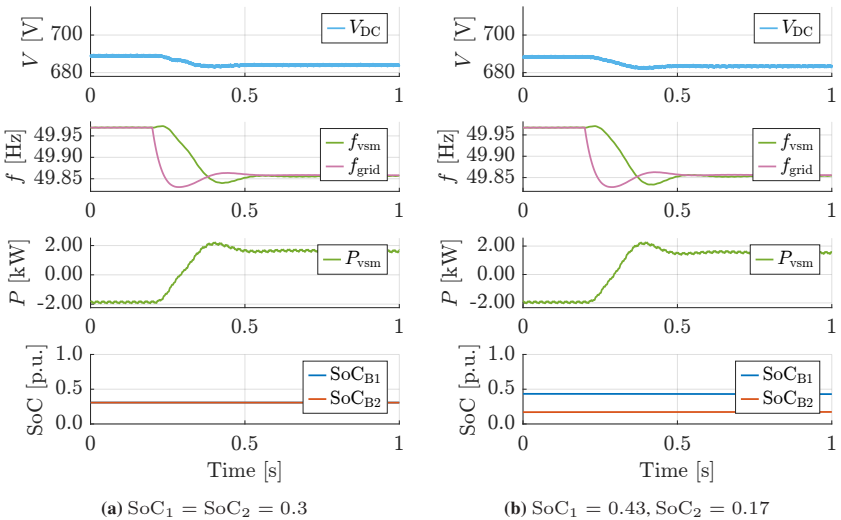 V [V]
700
680
V_DC
0
0.5
1
f [Hz]
49.95
49.90
49.85
f_vsm
f_grid
0
0.5
1
P [kW]
2.00
0.00
-2.00
P_vsm
0
0.5
1
SoC [p.u.]
1.0
0.5
0.0
SoC_B1
SoC_B2
0
0.5
1
Time [s]
(a) SoC_1 = SoC_2 = 0.3
V [V]
700
680
V_DC
0
0.5
1
f [Hz]
49.95
49.90
49.85
f_vsm
f_grid
0
0.5
1
P [kW]
2.00
0.00
-2.00
P_vsm
0
0.5
1
SoC [p.u.]
1.0
0.5
0.0
SoC_B1
SoC_B2
0
0.5
1
Time [s]
(b) SoC_1 = 0.43, SoC_2 = 0.17